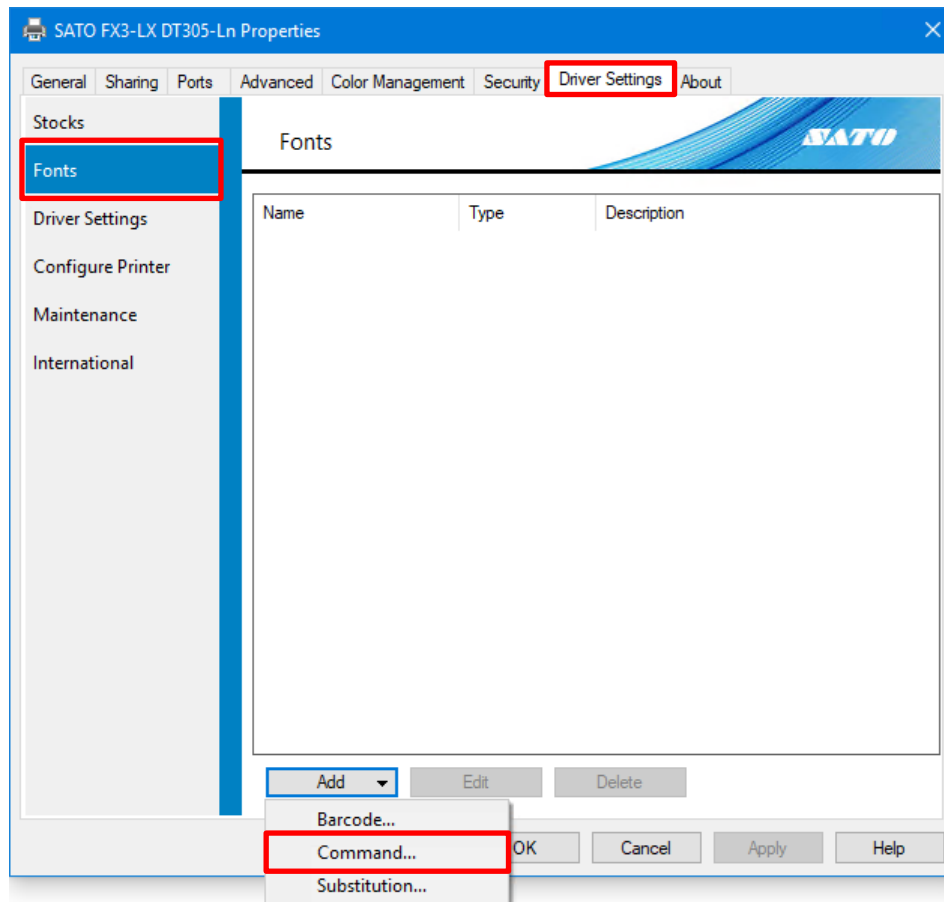 SATO FX3-LX DT305-Ln Properties
General Sharing Ports Advanced Color Management Security Driver Settings About
Stocks
Fonts
Driver Settings
Configure Printer
Maintenance
International
Fonts
SATO
Name Type Description
Add Edit Delete
Barcode...
Command...
Substitution...
OK Cancel Apply Help